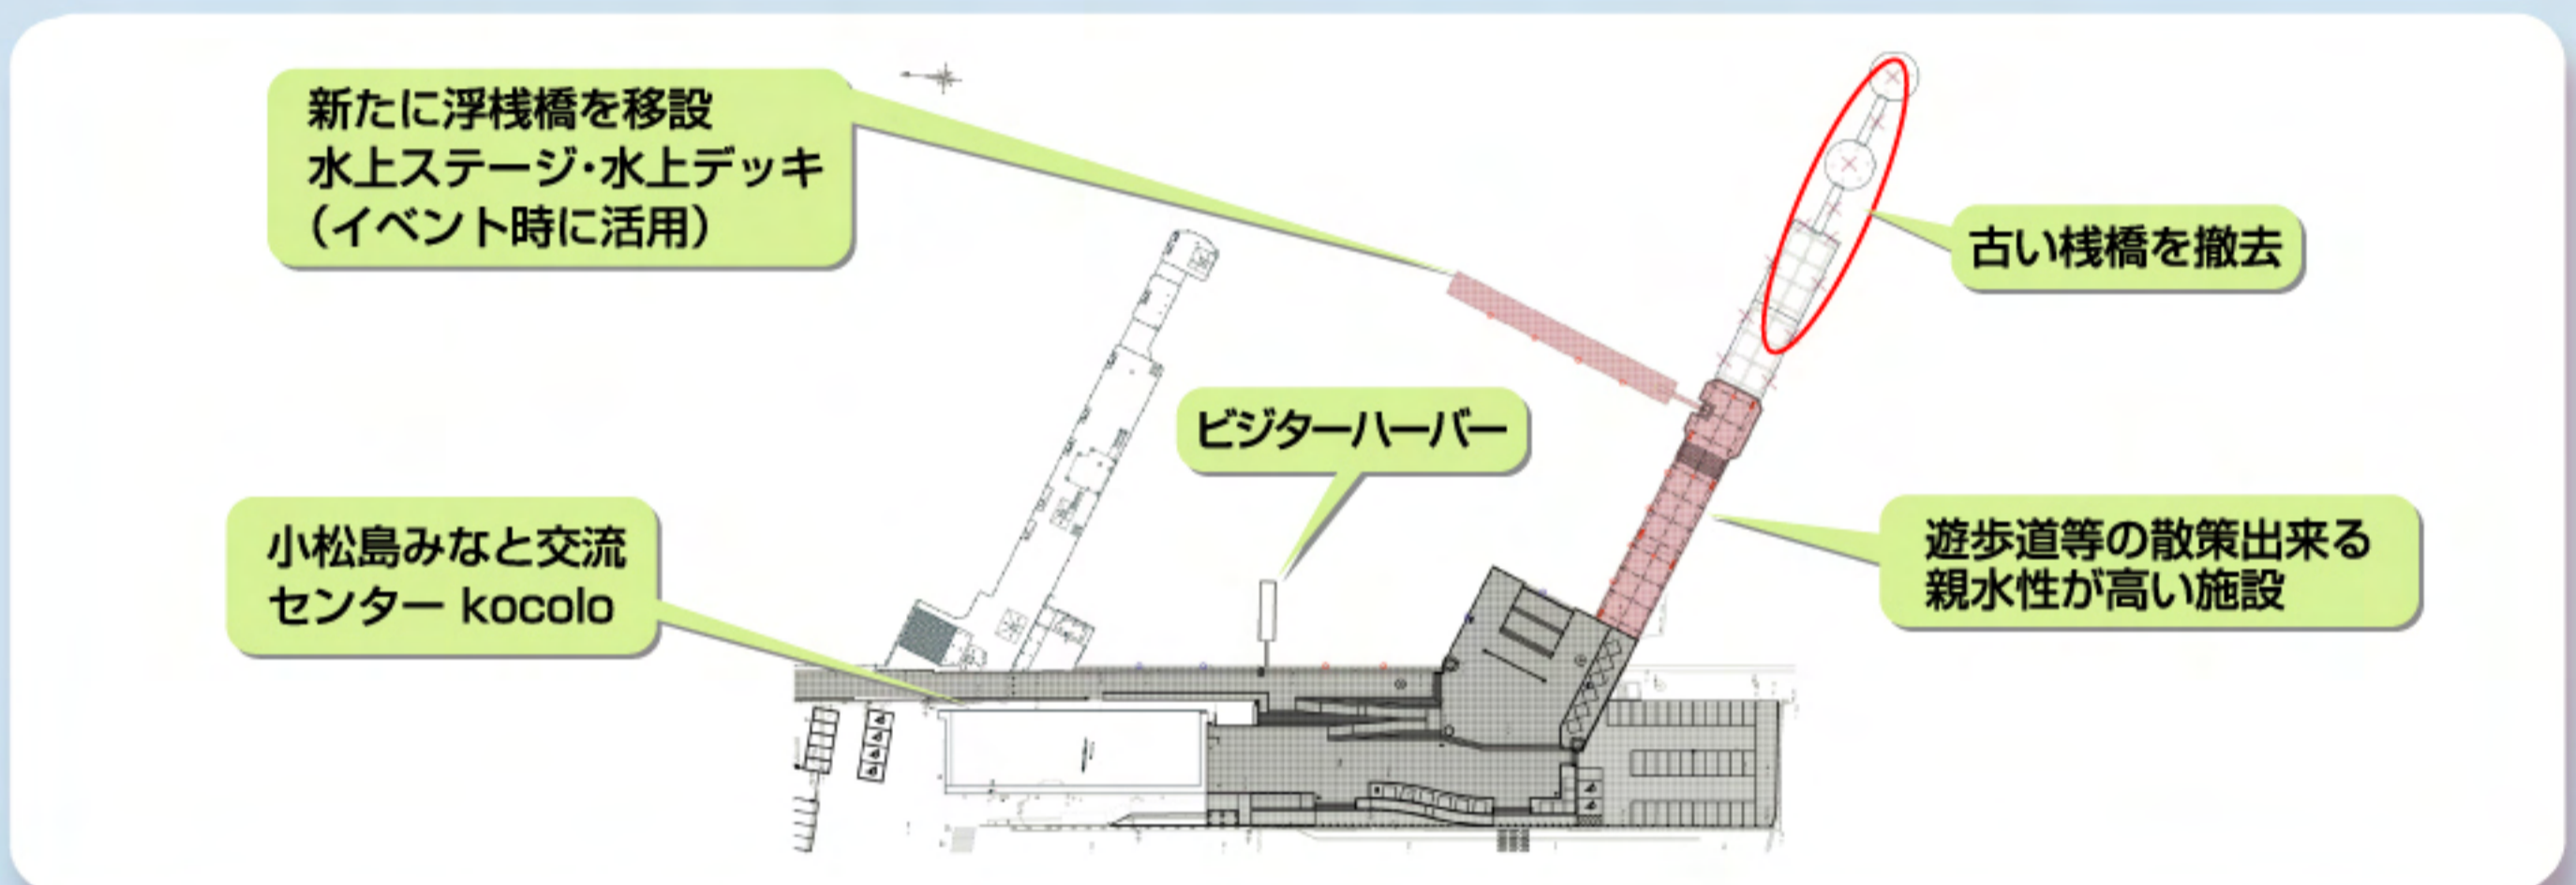 新たに浮桟橋を移設
水上ステージ・水上デッキ
（イベント時に活用）
古い桟橋を撤去
ビジターハーバー
小松島みなと交流
センター kocolo
遊歩道等の散策出来る
親水性が高い施設